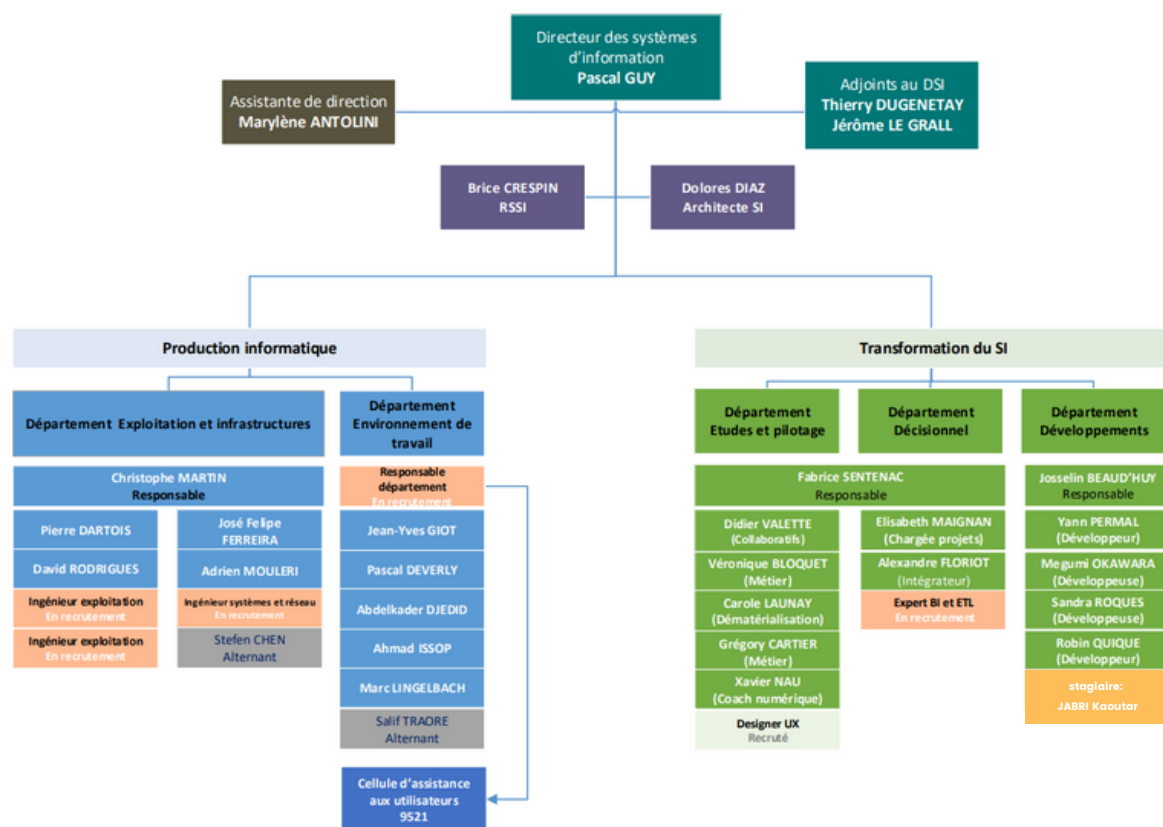 Directeur des systèmes
d'information
Pascal GUY
Assistante de direction
Marylène ANTOLINI
Adjoints au DSI
Thierry DUGENETAY
Jérôme LE GRALL
Brice CRESPIN
RSSI
Dolores DIAZ
Architecte SI
Production informatique
Département Exploitation et infrastructures
Département
Environnement de
travail
Christophe MARTIN
Responsable
Responsable
département
En recrutement
Pierre DARTOIS
David RODRIGUES
Ingénieur exploitation
En recrutement
Ingénieur exploitation
En recrutement
José Felipe
FERREIRA
Adrien MOULERI
Ingénieur systèmes et réseau
En recrutement
Stefen CHEN
Alternant
Jean-Yves GIOT
Pascal DEVERLY
Abdelkader DJEDID
Ahmad ISSOP
Marc LINGELBACH
Salif TRAORE
Alternant
Cellule d'assistance
aux utilisateurs
9521
Transformation du SI
Département
Etudes et pilotage
Département
Décisionnel
Département
Développements
Fabrice SENTENAC
Responsable
Josselin BEAUD'HUY
Responsable
Didier VALETTE
(Collaboratifs)
Véronique BLOQUET
(Métier)
Carole LAUNAY
(Dématérialisation)
Grégory CARTIER
(Métier)
Xavier NAU
(Coach numérique)
Designer UX
Recruté
Elisabeth MAIGNAN
(Chargée projets)
Alexandre FLORIOT
(Intégrateur)
Expert BI et ETL
En recrutement
Yann PERMAL
(Développeur)
Megumi OKAWARA
(Développeuse)
Sandra ROQUES
(Développeuse)
Robin QUIQUE
(Développeur)
stagiaire:
JABRI Kaoutar